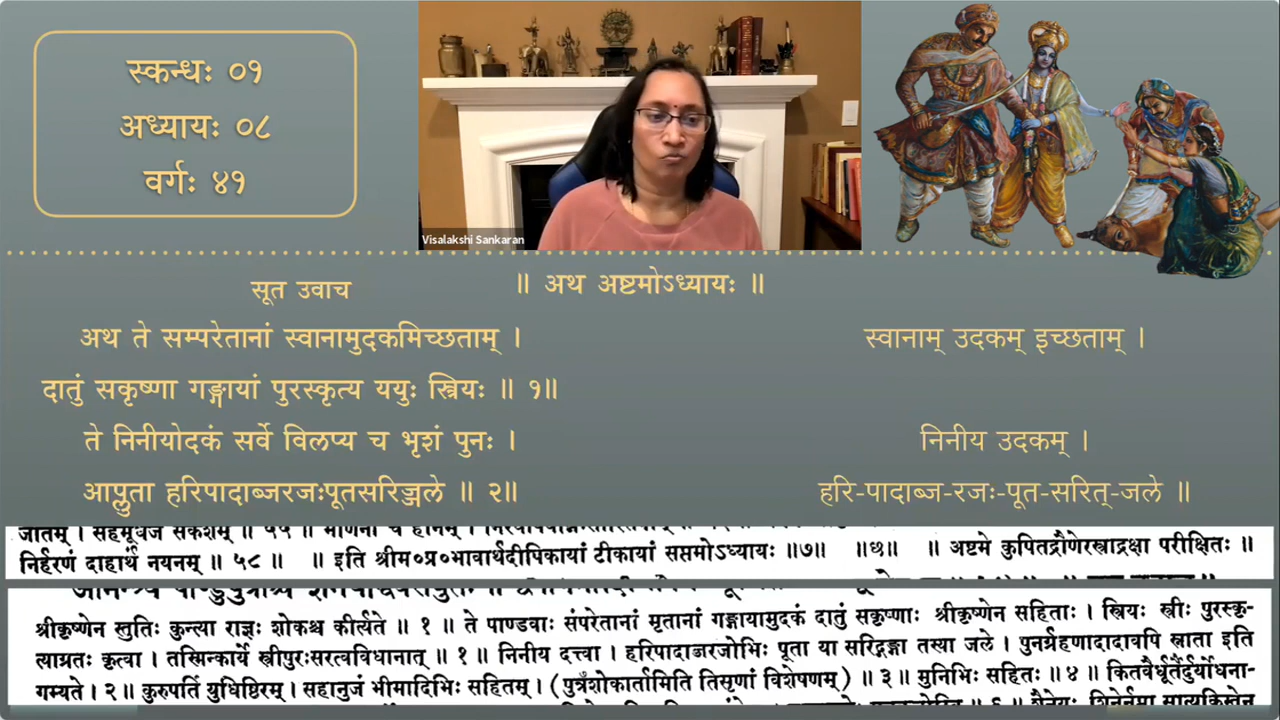 स्कन्धः ०१
अध्यायः ०८
वर्गः ४१
Visalakshi Sankaran
॥ अथ अष्टमोऽध्यायः ॥
सूत उवाच
अथ ते सम्परेतानां स्वानामुदकमिच्छताम् ।
स्वानाम् उदकम् इच्छताम् ।
दातुं सकृष्णा गङ्गायां पुरस्कृत्य ययुः स्त्रियः ॥ १॥
ते निनीयोदकं सर्वे विलप्य च भृशं पुनः ।
निनीय उदकम् ।
आप्लुता हरिपादाब्जरजःपूतसरिज्जले ॥ २॥
हरि-पादाब्ज-रजः-पूत-सरित्-जले ॥
निर्हरणं दाहार्थं नयनम् ॥ ५८ ॥ ॥ इति श्रीम०प्र०भावार्थदीपिकायां टीकायां सप्तमोऽध्यायः ॥७॥ ॥छ॥ ॥ अष्टमे कुपितद्रौणेरस्त्राद्रक्षा परीक्षितः ॥
श्रीकृष्णेन स्तुतिः कुन्त्या राज्ञः शोकश्च कीर्त्यते ॥ १ ॥ ते पाण्डवाः संपरेतानां मृतानां गङ्गायामुदकं दातुं सकृष्णाः श्रीकृष्णेन सहिताः । स्त्रियः स्त्रीः पुरस्कृ-
त्याग्रतः कृत्वा । तस्मिन्कार्ये स्त्रीपुरःसरत्वविधानात् ॥ १ ॥ निनीय दत्त्वा । हरिपादाब्जरजोभिः पूता या सरिद्गङ्गा तस्या जले । पुनर्ग्रहणादादावपि स्नाता इति
गम्यते । २ ॥ कुरुपतिं युधिष्ठिरम् । सहानुजं भीमादिभिः सहितम् । (पुत्रशोकार्तामिति तिसृणां विशेषणम्) ॥ ३ ॥ मुनिभिः सहितः ॥ ४ ॥ कितवैर्धूर्तैर्दुर्योधना-